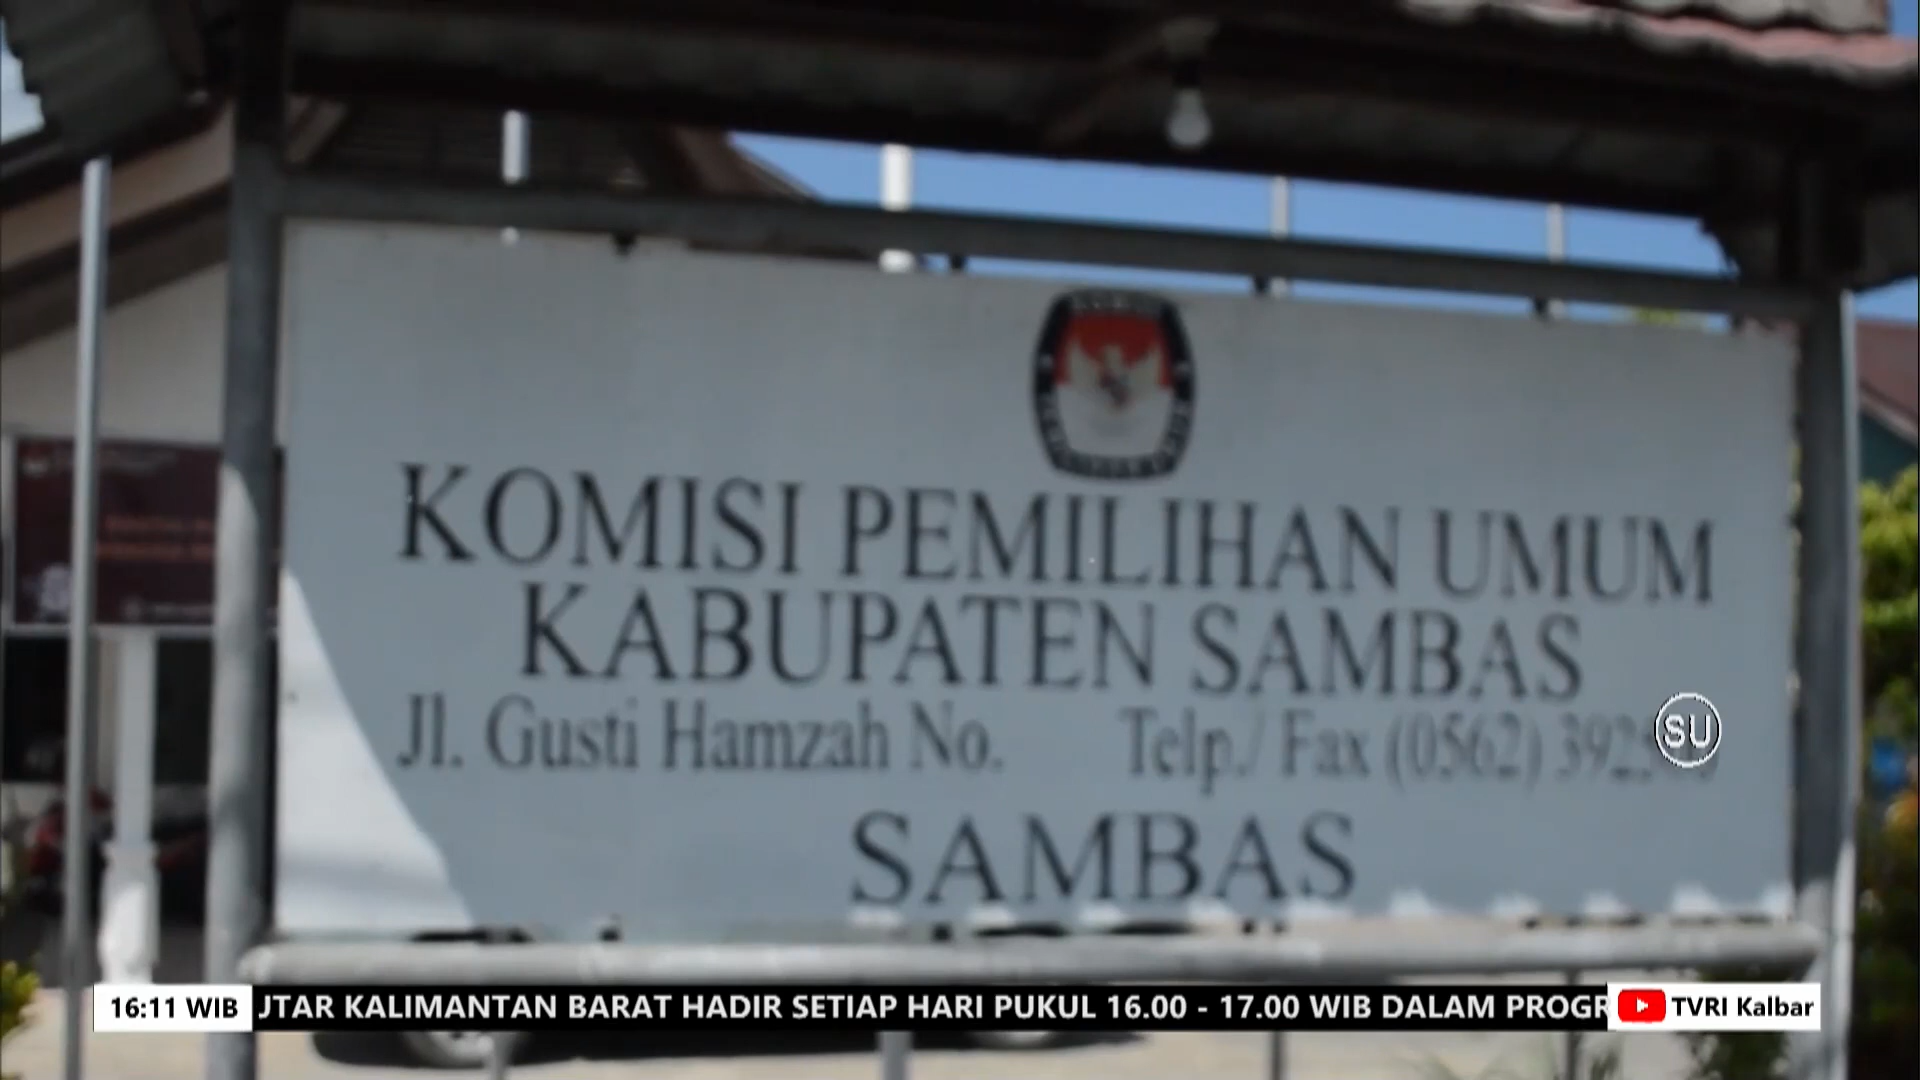 KOMISI PEMILIHAN UMUM
KABUPATEN SAMBAS
Jl. Gusti Hamzah No. Telp./ Fax (0562)
SU
SAMBAS
16:11 WIB JTAR KALIMANTAN BARAT HADIR SETIAP HARI PUKUL 16.00 - 17.00 WIB DALAM PROGR TVRI Kalbar